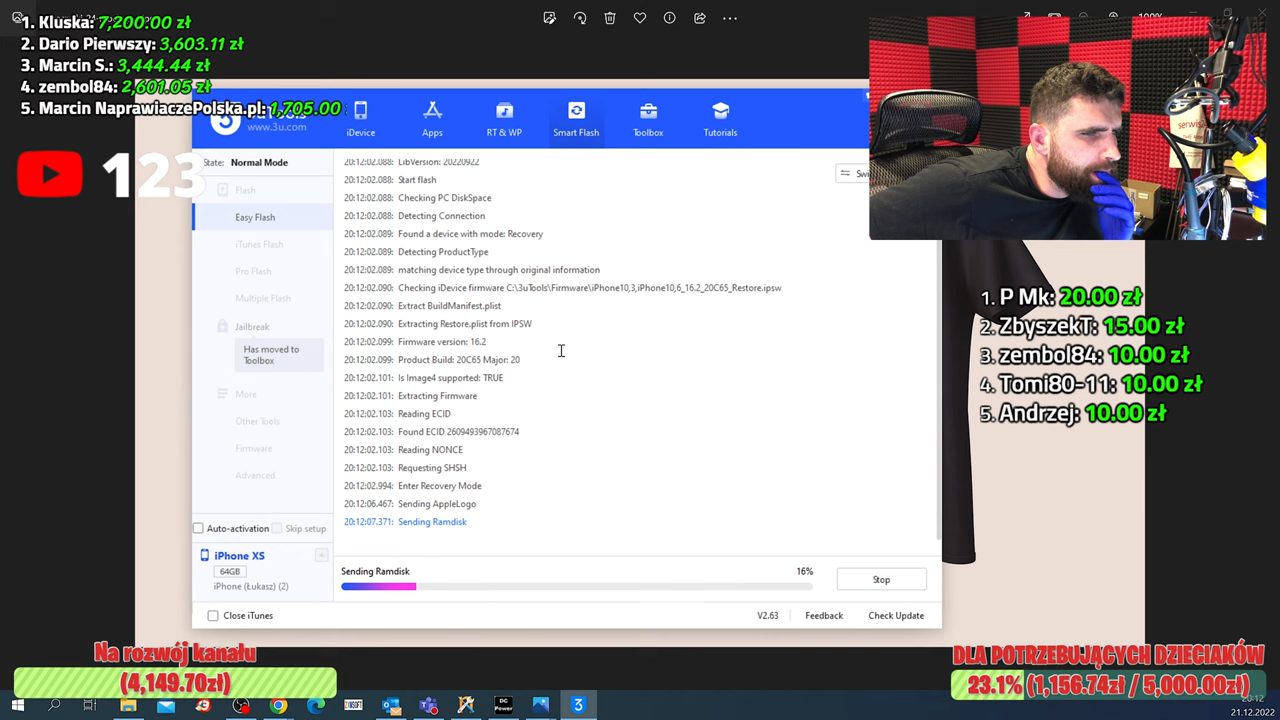 1. Kluska: 7,200.00 zł
2. Dario Pierwszy: 3,603.11 zł
3. Marcin S.: 3,444.44 zł
4. zembol84: 2,601.05 zł
5. Marcin NaprawiaczePolska.pl: 1,705.00
123
100%
3
www.3u.com
iDevice
Apps
RT & WP
Smart Flash
Toolbox
Tutorials
State: Normal Mode
Flash
Easy Flash
iTunes Flash
Pro Flash
Multiple Flash
Jailbreak
Has moved to
Toolbox
More
Other Tools
Firmware
Advanced
Auto-activation
Skip setup
iPhone XS
64GB
iPhone (Łukasz) (2)
Close iTunes
20:12:02.088: LibVersion: 20220922
20:12:02.088: Start flash
20:12:02.088: Checking PC DiskSpace
20:12:02.088: Detecting Connection
20:12:02.089: Found a device with mode: Recovery
20:12:02.089: Detecting ProductType
20:12:02.089: matching device type through original information
20:12:02.090: Checking iDevice firmware C:\3uTools\Firmware\iPhone10,3,iPhone10,6_16.2_20C65_Restore.ipsw
20:12:02.090: Extract BuildManifest.plist
20:12:02.090: Extracting Restore.plist from IPSW
20:12:02.099: Firmware version: 16.2
20:12:02.099: Product Build: 20C65 Major: 20
20:12:02.101: Is Image4 supported: TRUE
20:12:02.101: Extracting Firmware
20:12:02.103: Reading ECID
20:12:02.103: Found ECID 2609493967087674
20:12:02.103: Reading NONCE
20:12:02.103: Requesting SHSH
20:12:02.994: Enter Recovery Mode
20:12:06.467: Sending AppleLogo
20:12:07.371: Sending Ramdisk
Sending Ramdisk
16%
Stop
V2.63
Feedback
Check Update
serwis
1. P Mk: 20.00 zł
2. ZbyszekT: 15.00 zł
3. zembol84: 10.00 zł
4. Tomi80-11: 10.00 zł
5. Andrzej: 10.00 zł
Na rozwój kanału
(4,149.70zł)
DLA POTRZEBUJĄCYCH DZIECIAKÓW
23.1% (1,156.74zł / 5,000.00zł)
DC
Power
3
20:12
21.12.2022